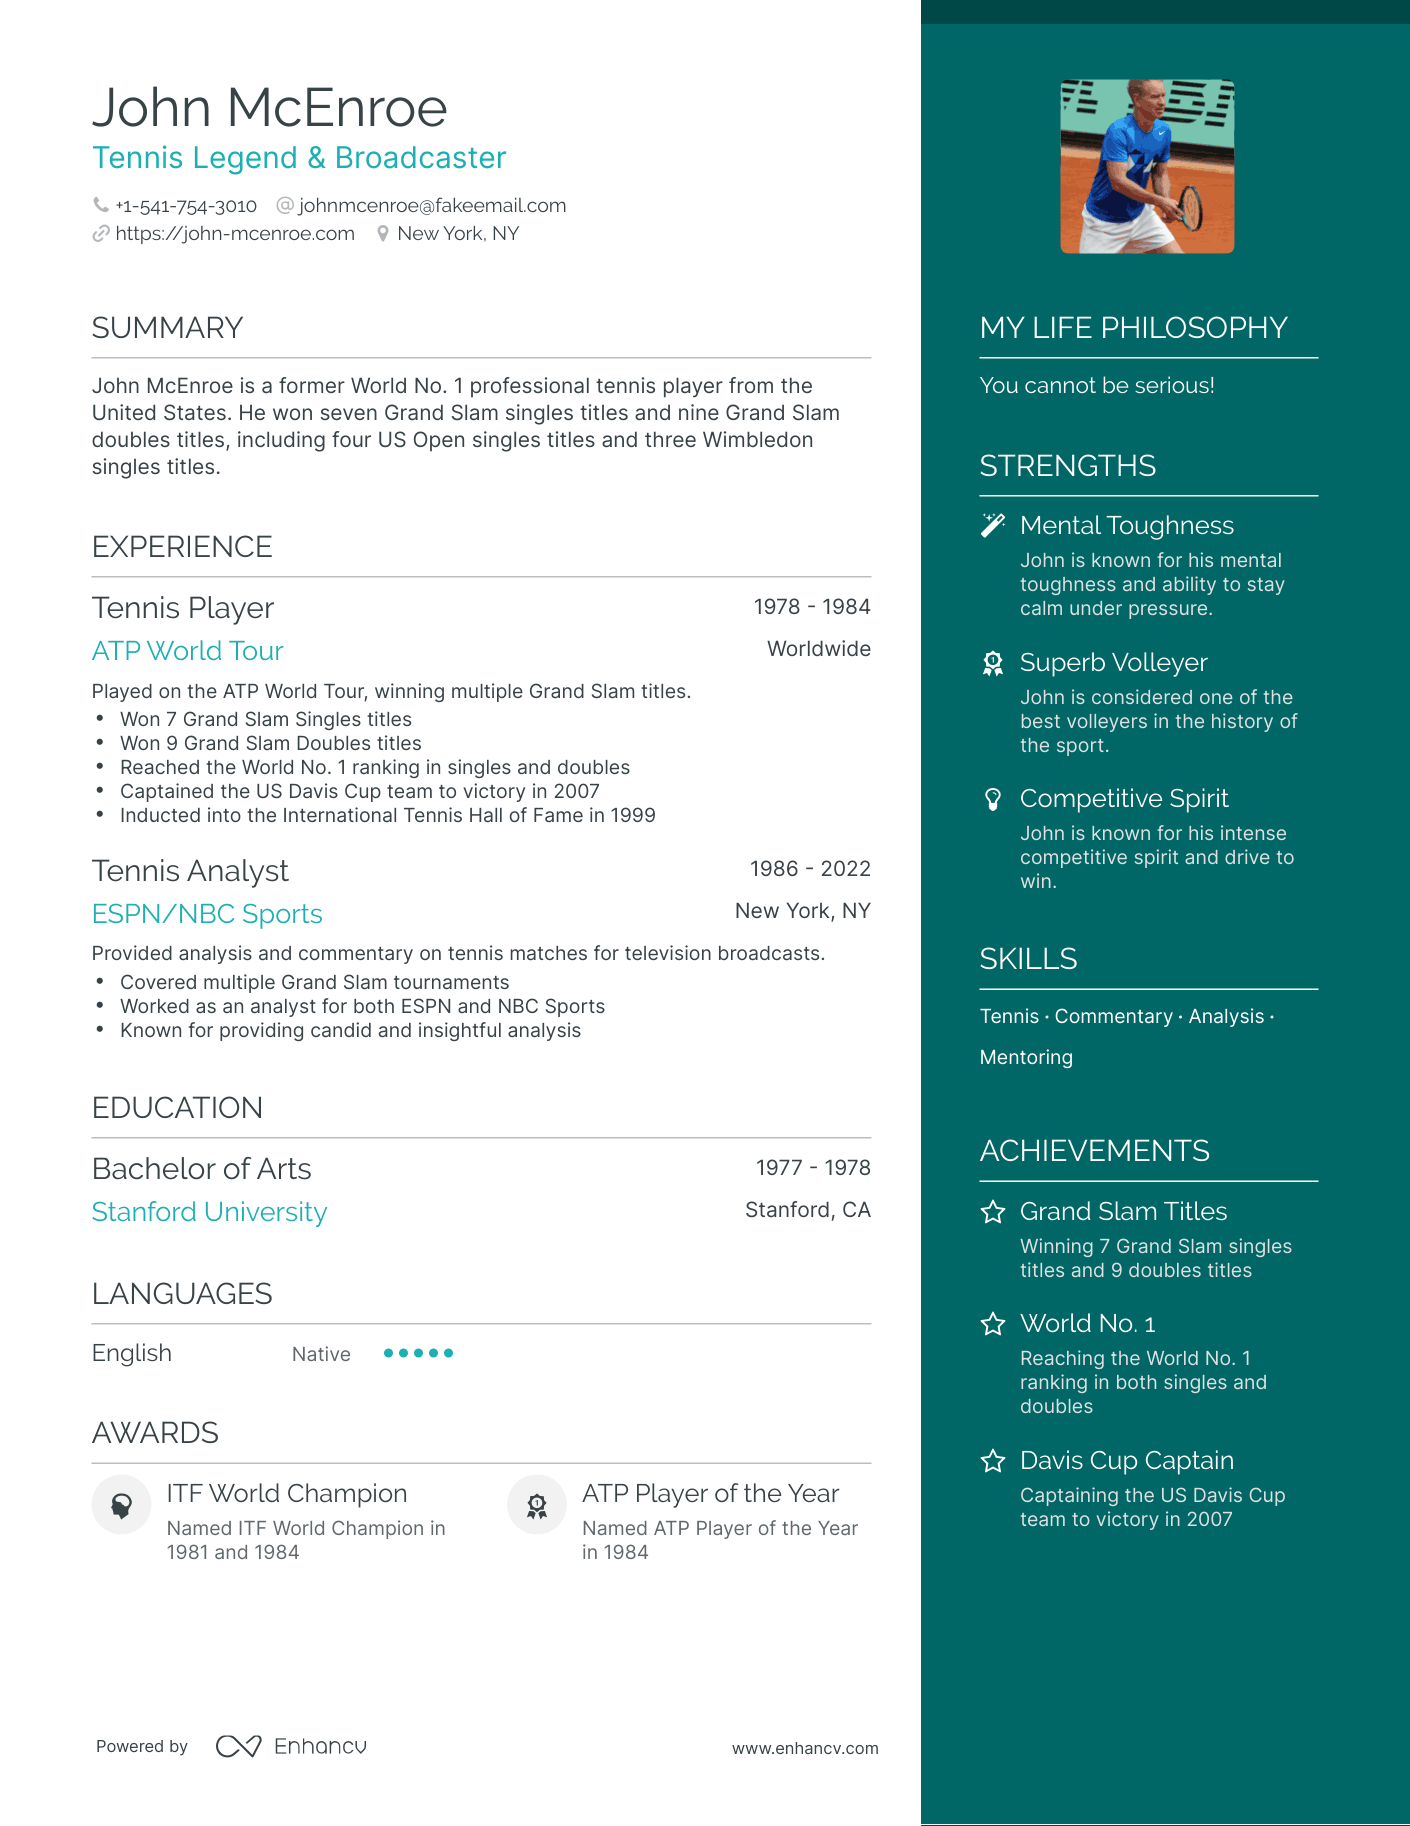 John McEnroe
Tennis Legend & Broadcaster
+1-541-754-3010 johnmcenroe@fakeemail.com
https://john-mcenroe.com New York, NY
SUMMARY
John McEnroe is a former World No. 1 professional tennis player from the
United States. He won seven Grand Slam singles titles and nine Grand Slam
doubles titles, including four US Open singles titles and three Wimbledon
singles titles.
EXPERIENCE
Tennis Player 1978 - 1984
ATP World Tour Worldwide
Played on the ATP World Tour, winning multiple Grand Slam titles.
• Won 7 Grand Slam Singles titles
• Won 9 Grand Slam Doubles titles
• Reached the World No. 1 ranking in singles and doubles
• Captained the US Davis Cup team to victory in 2007
• Inducted into the International Tennis Hall of Fame in 1999
Tennis Analyst 1986 - 2022
ESPN/NBC Sports New York, NY
Provided analysis and commentary on tennis matches for television broadcasts.
• Covered multiple Grand Slam tournaments
• Worked as an analyst for both ESPN and NBC Sports
• Known for providing candid and insightful analysis
EDUCATION
Bachelor of Arts 1977 - 1978
Stanford University Stanford, CA
LANGUAGES
English Native
AWARDS
ITF World Champion
Named ITF World Champion in
1981 and 1984
ATP Player of the Year
Named ATP Player of the Year
in 1984
Powered by Enhancv www.enhancv.com
MY LIFE PHILOSOPHY
You cannot be serious!
STRENGTHS
Mental Toughness
John is known for his mental
toughness and ability to stay
calm under pressure.
Superb Volleyer
John is considered one of the
best volleyers in the history of
the sport.
Competitive Spirit
John is known for his intense
competitive spirit and drive to
win.
SKILLS
Tennis · Commentary · Analysis ·
Mentoring
ACHIEVEMENTS
Grand Slam Titles
Winning 7 Grand Slam singles
titles and 9 doubles titles
World No. 1
Reaching the World No. 1
ranking in both singles and
doubles
Davis Cup Captain
Captaining the US Davis Cup
team to victory in 2007